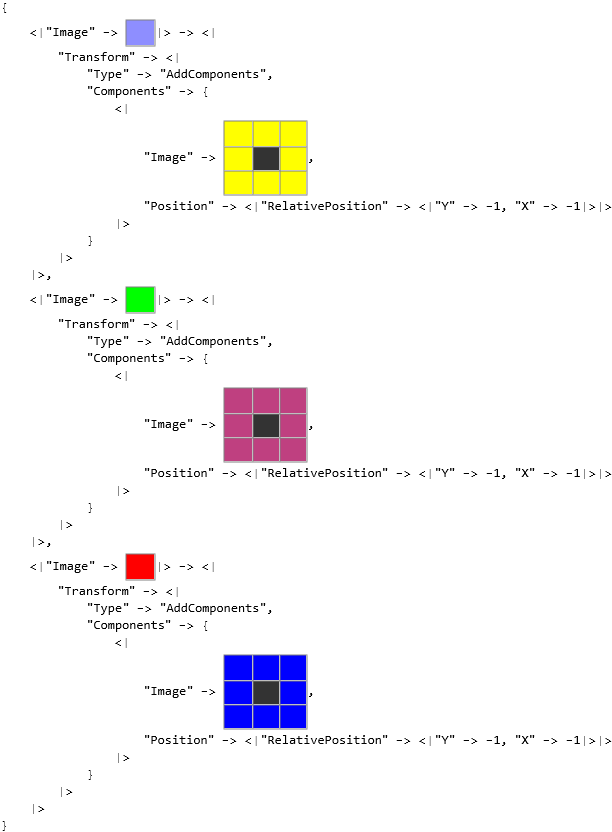 {
<|"Image" -> |> -> <|
"Transform" -> <|
"Type" -> "AddComponents",
"Components" -> {
<|
"Image" -> ,
"Position" -> <|"RelativePosition" -> <|"Y" -> -1, "X" -> -1|>|>
|>
}
|>
|>,
<|"Image" -> |> -> <|
"Transform" -> <|
"Type" -> "AddComponents",
"Components" -> {
<|
"Image" -> ,
"Position" -> <|"RelativePosition" -> <|"Y" -> -1, "X" -> -1|>|>
|>
}
|>
|>,
<|"Image" -> |> -> <|
"Transform" -> <|
"Type" -> "AddComponents",
"Components" -> {
<|
"Image" -> ,
"Position" -> <|"RelativePosition" -> <|"Y" -> -1, "X" -> -1|>|>
|>
}
|>
|>
}